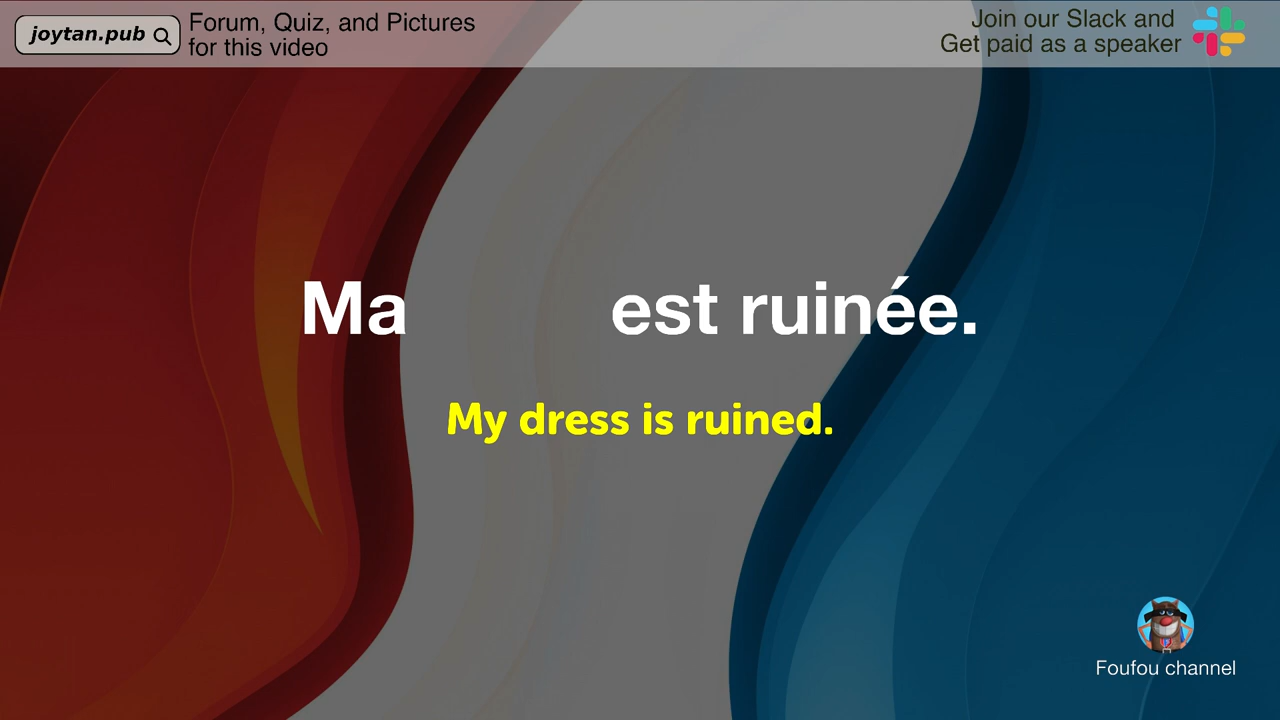 joytan.pub
Forum, Quiz, and Pictures
for this video
Join our Slack and
Get paid as a speaker
Ma est ruinée.
My dress is ruined.
Foufou channel